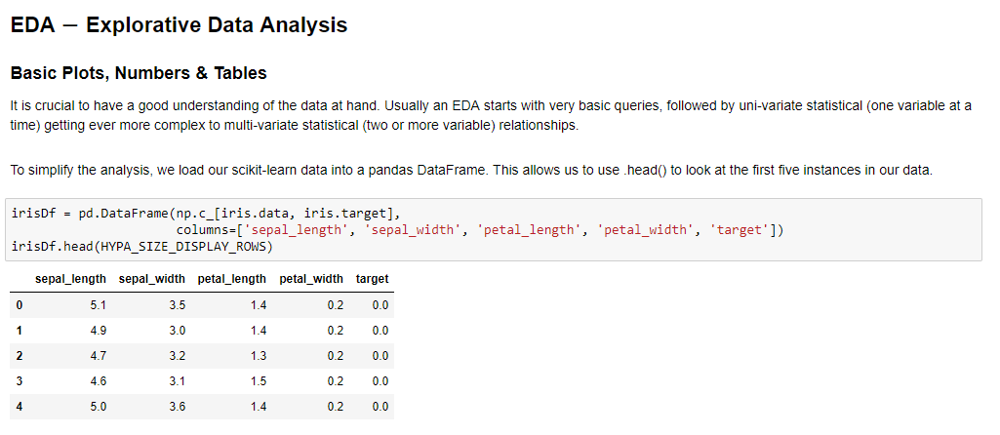 EDA — Explorative Data Analysis
Basic Plots, Numbers & Tables
It is crucial to have a good understanding of the data at hand. Usually an EDA starts with very basic queries, followed by uni-variate statistical (one variable at a
time) getting ever more complex to multi-variate statistical (two or more variable) relationships.
To simplify the analysis, we load our scikit-learn data into a pandas DataFrame. This allows us to use .head() to look at the first five instances in our data.
irisDf = pd.DataFrame(np.c_[iris.data, iris.target],
columns=['sepal_length', 'sepal_width', 'petal_length', 'petal_width', 'target'])
irisDf.head(HYPA_SIZE_DISPLAY_ROWS)
sepal_length sepal_width petal_length petal_width target
0 5.1 3.5 1.4 0.2 0.0
1 4.9 3.0 1.4 0.2 0.0
2 4.7 3.2 1.3 0.2 0.0
3 4.6 3.1 1.5 0.2 0.0
4 5.0 3.6 1.4 0.2 0.0